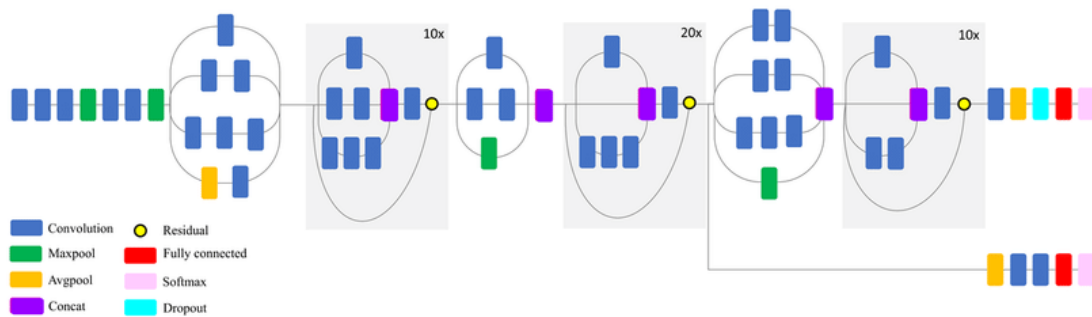 10x
20x
10x
Convolution
Residual
Maxpool
Fully connected
Avgpool
Softmax
Concat
Dropout